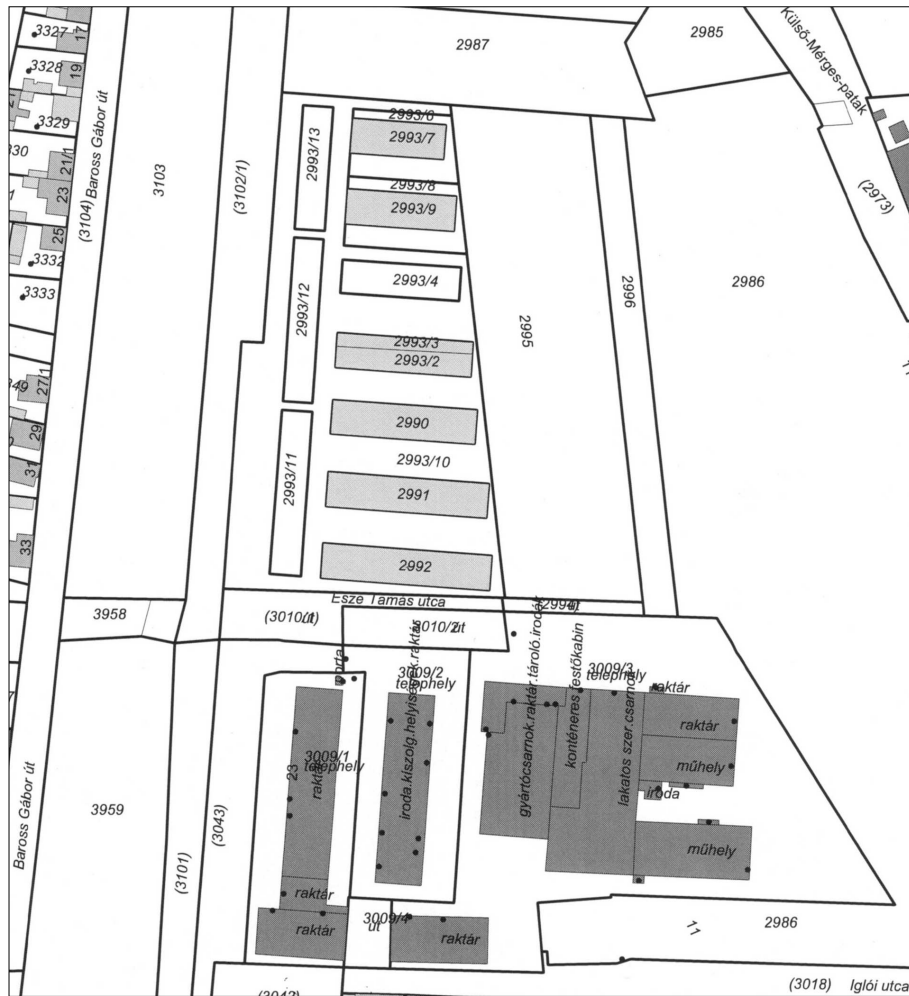 3327
17
2987
2985
Külső-Mérges-patak
3328
19
3329
2993/6
2993/7
2993/13
21/1
Baross Gábor út
3103
(3102/1)
2993/8
23
2993/9
(2973)
(3104)
25
3332
3333
2993/4
2996
2986
2993/12
2995
2993/3
2993/2
27/1
29
2990
31
2993/10
2993/11
2991
33
2992
Esze Tamás utca
(2994)
út
3958
(3010/1)
út
3010/2
út
porta
3009/2
telephely
3009/3
telephely
raktár
iroda.kiszolg.helyiségek.raktár
gyártócsarnok.raktár.tároló.irodák
konténeres festőkabin
lakatos szer.csarnok
raktár
3009/1
telephely
23
raktár
műhely
iroda
Baross Gábor út
3959
(3043)
(3101)
műhely
raktár
3009/4
út
raktár
raktár
11
2986
(3018)
Iglói utca
(3042)